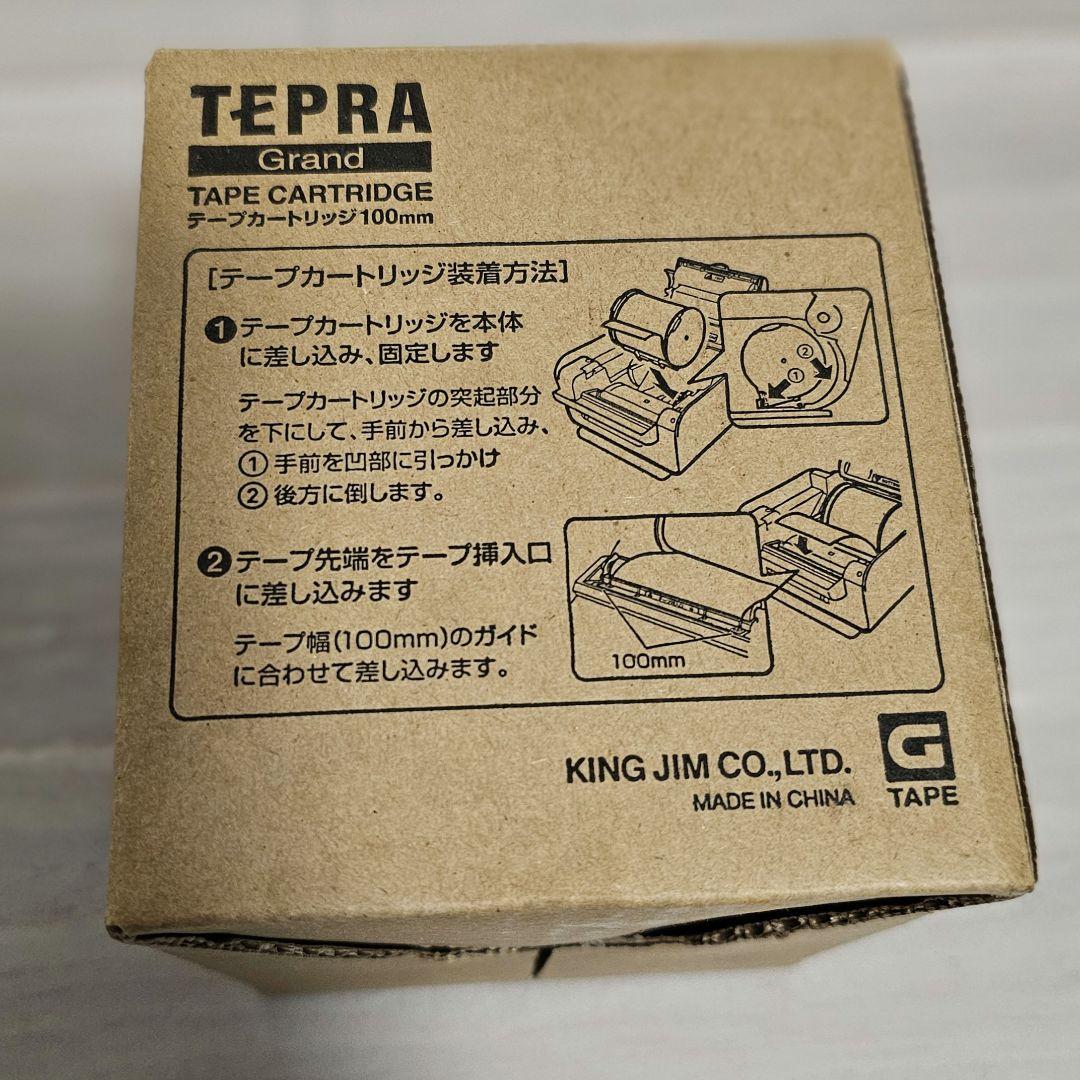 TEPRA
Grand
TAPE CARTRIDGE
テープカートリッジ100mm
[テープカートリッジ装着方法]
❶テープカートリッジを本体
に差し込み、固定します
テープカートリッジの突起部分
を下にして、手前から差し込み、
① 手前を凹部に引っかけ
② 後方に倒します。
②
①
❷テープ先端をテープ挿入口
に差し込みます
テープ幅(100mm)のガイド
に合わせて差し込みます。
100mm
KING JIM CO.,LTD.
MADE IN CHINA
G
TAPE